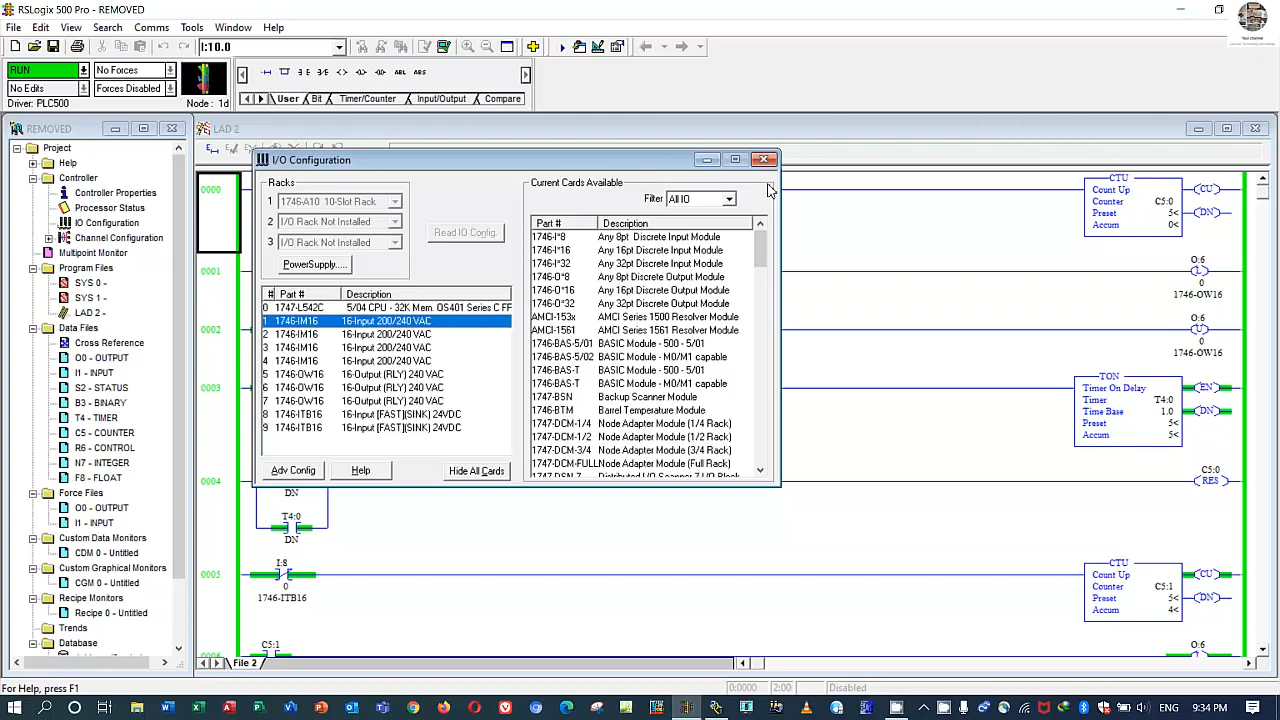 RSLogix 500 Pro - REMOVED
File Edit View Search Comms Tools Window Help
I:10.0
RUN
No Forces
No Edits
Forces Disabled
Driver: PLC500
Node : 1d
ABL ABS
User Bit Timer/Counter Input/Output Compare
REMOVED
Project
Help
Controller
Controller Properties
Processor Status
IO Configuration
Channel Configuration
Multipoint Monitor
Program Files
SYS 0 -
SYS 1 -
LAD 2 -
Data Files
Cross Reference
O0 - OUTPUT
I1 - INPUT
S2 - STATUS
B3 - BINARY
T4 - TIMER
C5 - COUNTER
R6 - CONTROL
N7 - INTEGER
F8 - FLOAT
Force Files
O0 - OUTPUT
I1 - INPUT
Custom Data Monitors
CDM 0 - Untitled
Custom Graphical Monitors
CGM 0 - Untitled
Recipe Monitors
Recipe 0 - Untitled
Trends
Database
LAD 2
0000
0001
0002
0003
0004
0005
I/O Configuration
Racks
1 1746-A10 10-Slot Rack
2 I/O Rack Not Installed
3 I/O Rack Not Installed
Read IO Config.
PowerSupply....
# Part # Description
0 1747-L542C 5/04 CPU - 32K Mem. OS401 Series C FF
1 1746-IM16 16-Input 200/240 VAC
2 1746-IM16 16-Input 200/240 VAC
3 1746-IM16 16-Input 200/240 VAC
4 1746-IM16 16-Input 200/240 VAC
5 1746-OW16 16-Output (RLY) 240 VAC
6 1746-OW16 16-Output (RLY) 240 VAC
7 1746-OW16 16-Output (RLY) 240 VAC
8 1746-ITB16 16-Input [FAST](SINK) 24VDC
9 1746-ITB16 16-Input [FAST](SINK) 24VDC
Adv Config Help Hide All Cards
Current Cards Available
Filter All IO
Part # Description
1746-I*8 Any 8pt Discrete Input Module
1746-I*16 Any 16pt Discrete Input Module
1746-I*32 Any 32pt Discrete Input Module
1746-O*8 Any 8pt Discrete Output Module
1746-O*16 Any 16pt Discrete Output Module
1746-O*32 Any 32pt Discrete Output Module
AMCI-153x AMCI Series 1500 Resolver Module
AMCI-1561 AMCI Series 1561 Resolver Module
1746-BAS-5/01 BASIC Module - 500 - 5/01
1746-BAS-5/02 BASIC Module - M0/M1 capable
1746-BAS-T BASIC Module - 500 - 5/01
1746-BAS-T BASIC Module - M0/M1 capable
1747-BSN Backup Scanner Module
1746-BTM Barrel Temperature Module
1747-DCM-1/4 Node Adapter Module (1/4 Rack)
1747-DCM-1/2 Node Adapter Module (1/2 Rack)
1747-DCM-3/4 Node Adapter Module (3/4 Rack)
1747-DCM-FULL Node Adapter Module (Full Rack)
CTU
Count Up
Counter C5:0
Preset 5<
Accum 0<
CU
DN
O:6
L
0
1746-OW16
O:6
U
0
1746-OW16
TON
Timer On Delay
Timer T4:0
Time Base 1.0
Preset 5<
Accum 5<
EN
DN
C5:0
RES
DN
T4:0
DN
I:8
0
1746-ITB16
CTU
Count Up
Counter C5:1
Preset 5<
Accum 4<
CU
DN
C5:1
O:6
File 2
For Help, press F1
0:0000 2:00 Disabled
ENG 9:34 PM